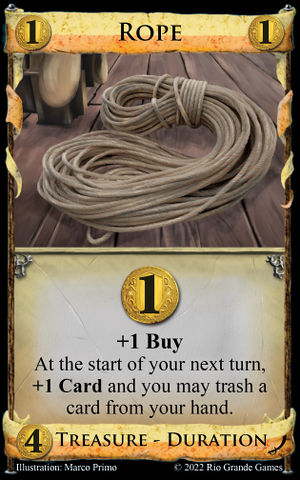 1 ROPE 1
1
+1 Buy
At the start of your next turn,
+1 Card and you may trash a
card from your hand.
4 TREASURE - DURATION
Illustration: Marco Primo © 2022 Rio Grande Games